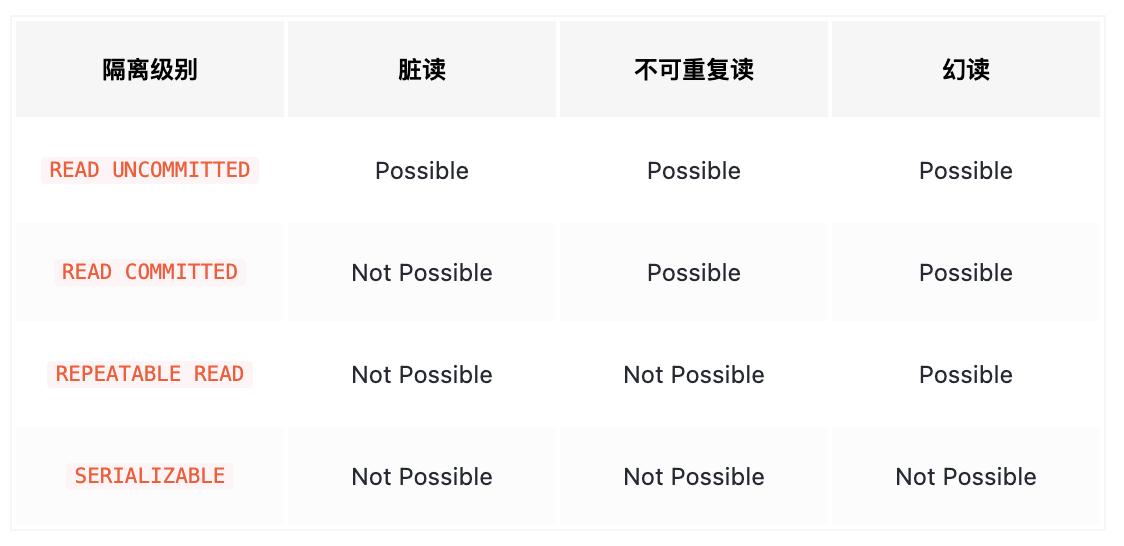 隔离级别 脏读 不可重复读 幻读
READ UNCOMMITTED Possible Possible Possible
READ COMMITTED Not Possible Possible Possible
REPEATABLE READ Not Possible Not Possible Possible
SERIALIZABLE Not Possible Not Possible Not Possible